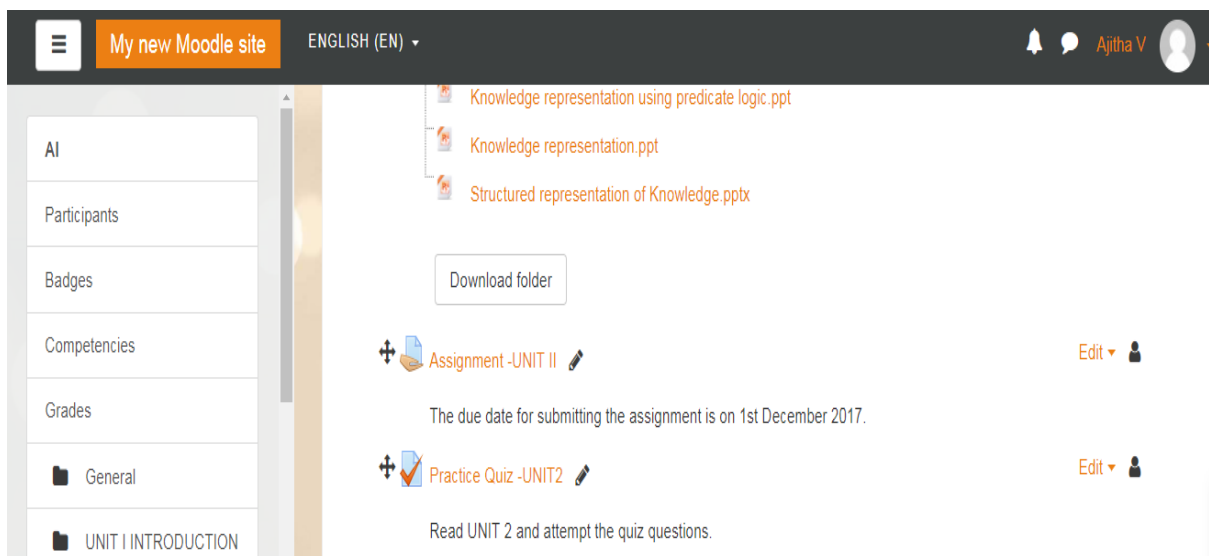 My new Moodle site
ENGLISH (EN)
Ajitha V
AI
Participants
Badges
Competencies
Grades
General
UNIT I INTRODUCTION
Knowledge representation using predicate logic.ppt
Knowledge representation.ppt
Structured representation of Knowledge.pptx
Download folder
Assignment -UNIT II
Edit
The due date for submitting the assignment is on 1st December 2017.
Practice Quiz -UNIT2
Edit
Read UNIT 2 and attempt the quiz questions.